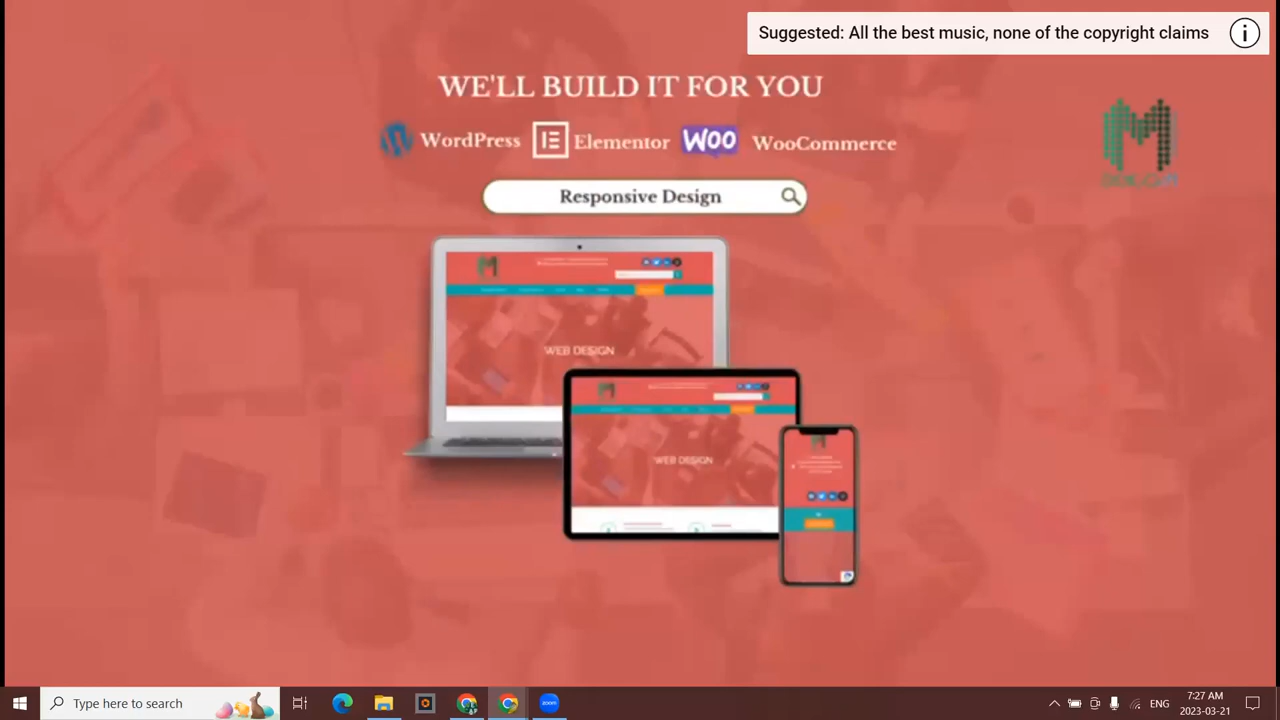 Suggested: All the best music, none of the copyright claims
WE'LL BUILD IT FOR YOU
WordPress Elementor WOO WooCommerce
Responsive Design
WEB DESIGN
WEB DESIGN
Type here to search
zoom
ENG
7:27 AM
2023-03-21